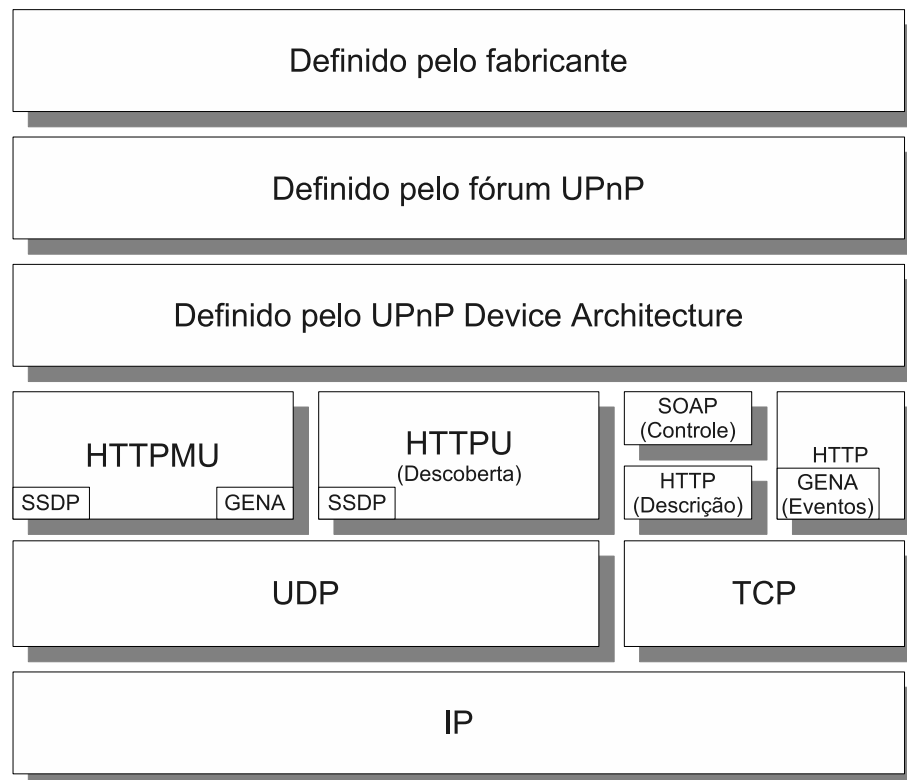 Definido pelo fabricante
Definido pelo fórum UPnP
Definido pelo UPnP Device Architecture
HTTPMU
SSDP
GENA
HTTPU
(Descoberta)
SSDP
SOAP
(Controle)
HTTP
(Descrição)
HTTP
GENA
(Eventos)
UDP
TCP
IP